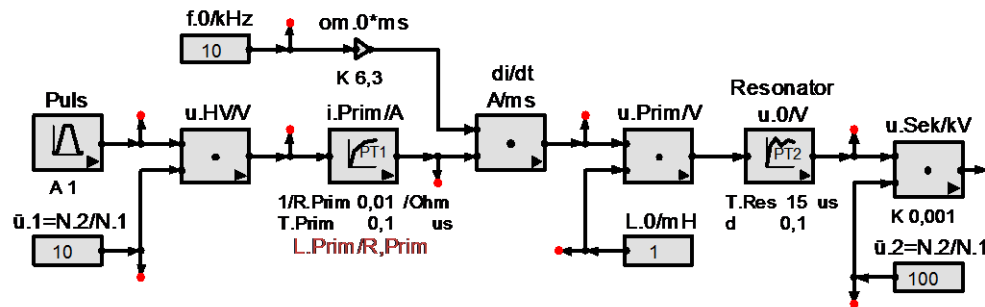 f.0/kHz
10
om.0*ms
K 6,3
Puls
A 1
u.HV/V
i.Prim/A
PT1
1/R.Prim 0,01 /Ohm
T.Prim 0,1 us
L.Prim/R,Prim
di/dt
A/ms
u.Prim/V
Resonator
u.0/V
PT2
T.Res 15 us
d 0,1
u.Sek/kV
K 0,001
ü.1=N.2/N.1
10
L.0/mH
1
ü.2=N.2/N.1
100